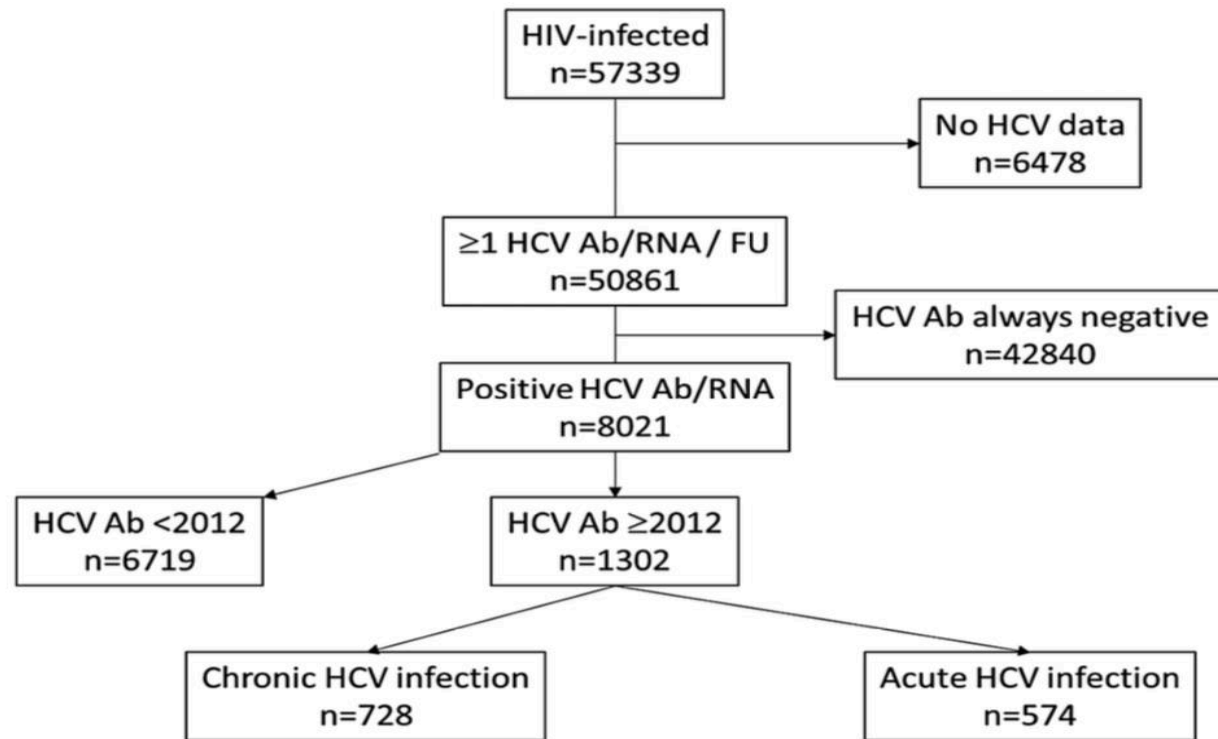 HIV-infected
n=57339
No HCV data
n=6478
≥1 HCV Ab/RNA / FU
n=50861
HCV Ab always negative
n=42840
Positive HCV Ab/RNA
n=8021
HCV Ab <2012
n=6719
HCV Ab ≥2012
n=1302
Chronic HCV infection
n=728
Acute HCV infection
n=574